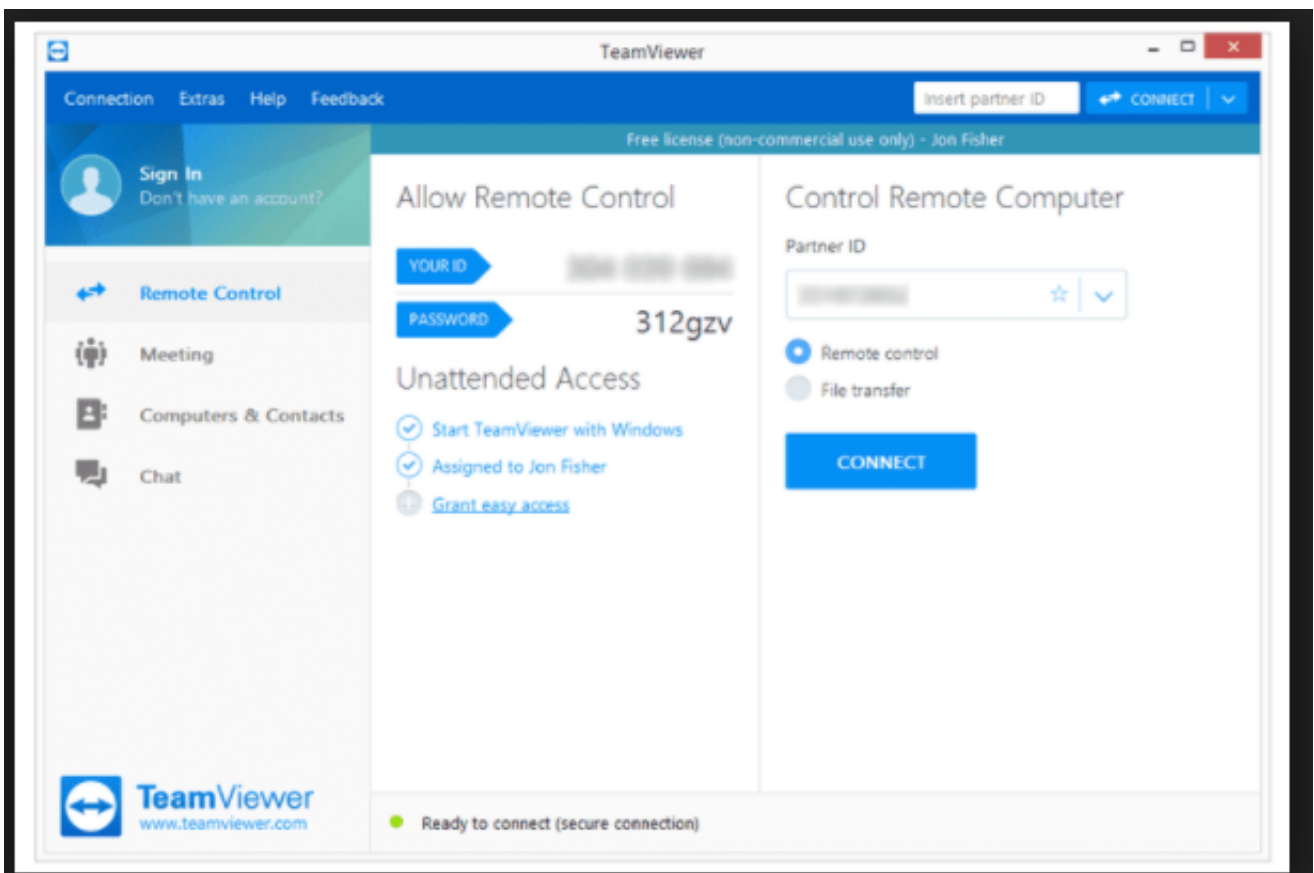 TeamViewer
Connection Extras Help Feedback
Insert partner ID
CONNECT
Free license (non-commercial use only) - Jon Fisher
Sign In
Don't have an account?
Remote Control
Meeting
Computers & Contacts
Chat
TeamViewer
www.teamviewer.com
Allow Remote Control
YOUR ID
PASSWORD 312gzv
Unattended Access
Start TeamViewer with Windows
Assigned to Jon Fisher
Grant easy access
Control Remote Computer
Partner ID
Remote control
File transfer
CONNECT
Ready to connect (secure connection)